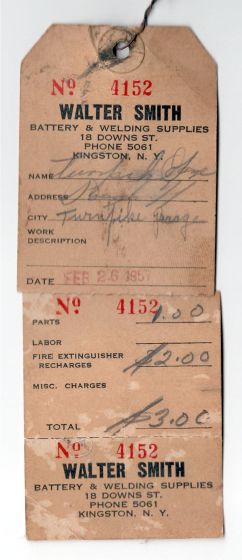 Nº 4152
WALTER SMITH
BATTERY & WELDING SUPPLIES
18 DOWNS ST.
PHONE 5061
KINGSTON, N. Y.
NAME
ADDRESS
CITY Turnpike garage
WORK
DESCRIPTION
DATE FEB 26 1951
Nº 4152
PARTS 1.00
LABOR
FIRE EXTINGUISHER
RECHARGES $2.00
MISC. CHARGES
TOTAL $3.00
Nº 4152
WALTER SMITH
BATTERY & WELDING SUPPLIES
18 DOWNS ST.
PHONE 5061
KINGSTON, N. Y.